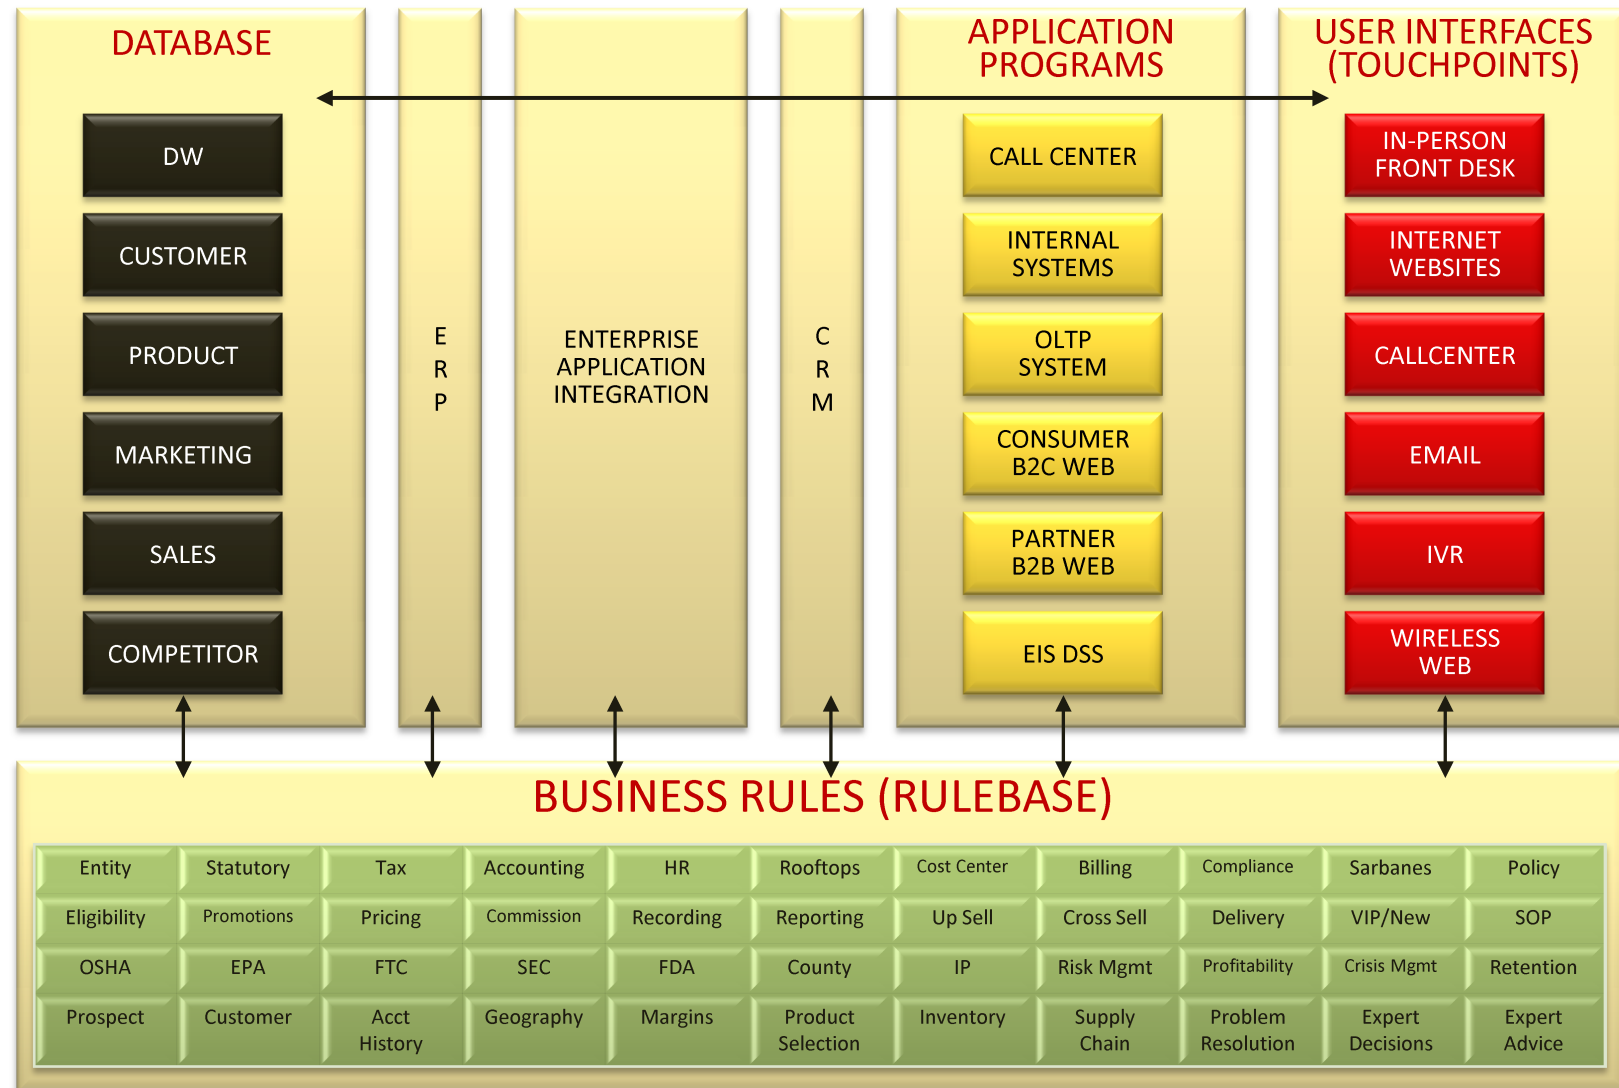 DATABASE
DW
CUSTOMER
PRODUCT
MARKETING
SALES
COMPETITOR
E
R
P
ENTERPRISE
APPLICATION
INTEGRATION
C
R
M
APPLICATION
PROGRAMS
CALL CENTER
INTERNAL
SYSTEMS
OLTP
SYSTEM
CONSUMER
B2C WEB
PARTNER
B2B WEB
EIS DSS
USER INTERFACES
(TOUCHPOINTS)
IN-PERSON
FRONT DESK
INTERNET
WEBSITES
CALLCENTER
EMAIL
IVR
WIRELESS
WEB
BUSINESS RULES (RULEBASE)
Entity Statutory Tax Accounting HR Rooftops Cost Center Billing Compliance Sarbanes Policy
Eligibility Promotions Pricing Commission Recording Reporting Up Sell Cross Sell Delivery VIP/New SOP
OSHA EPA FTC SEC FDA County IP Risk Mgmt Profitability Crisis Mgmt Retention
Prospect Customer Acct Geography Margins Product Inventory Supply Problem Expert Expert
History Selection Chain Resolution Decisions Advice